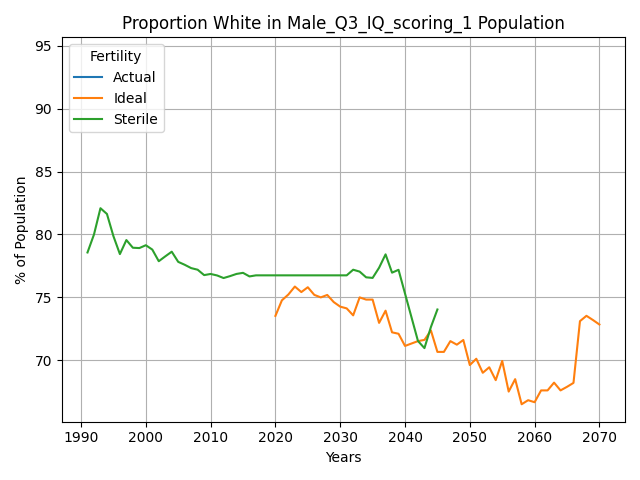 Proportion White in Male_Q3_IQ_scoring_1 Population
Fertility
Actual
Ideal
Sterile
95
90
85
80
75
70
% of Population
1990 2000 2010 2020 2030 2040 2050 2060 2070
Years